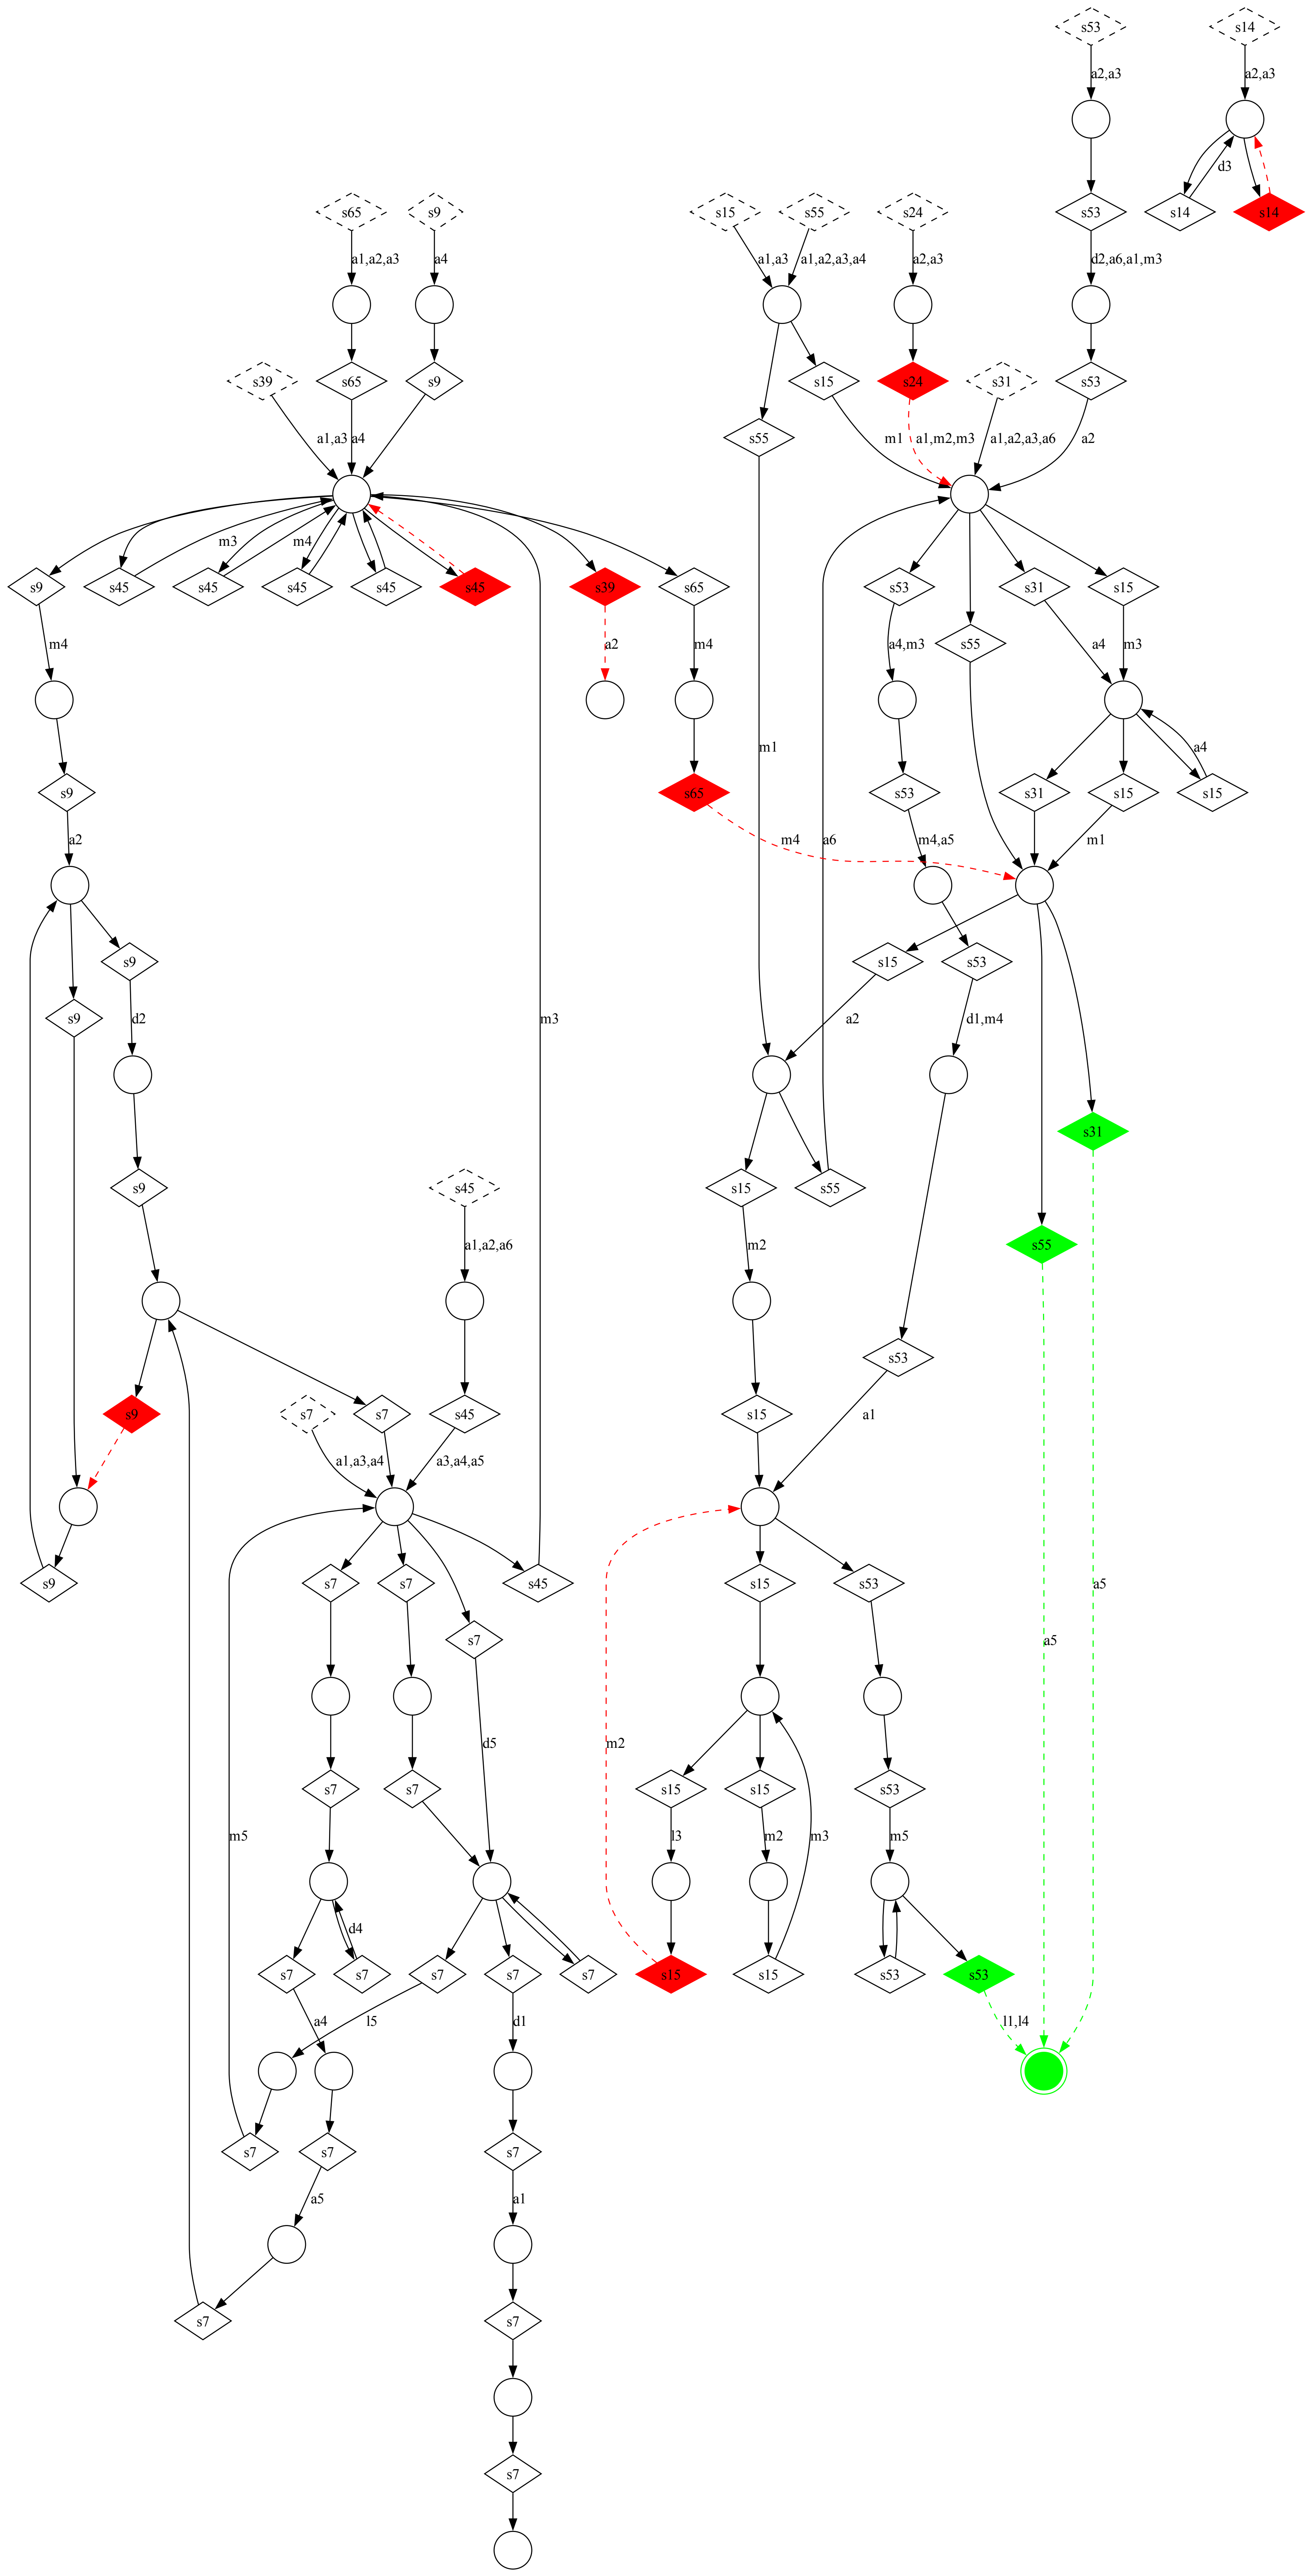 s53 s14
a2,a3 a2,a3
d3
s65 s9 s15 s55 s24 s53 s14 s14
a1,a2,a3 a4 a1,a3 a1,a2,a3,a4 a2,a3 d2,a6,a1,m3
s39 s65 s9 s15 s24 s31 s53
a1,a3 a4 s55 m1 a1,m2,m3 a1,a2,a3,a6 a2
m3 m4
s9 s45 s45 s45 s45 s45 s39 s65 s53 s31 s15
m4 a2 m4 a4,m3 s55 a4 m3
m1 a4
s9 s65 s53 s31 s15 s15
a2 m4 a6 m4,a5 m1
s9 s15 s53
s9 d2 m3 a2 d1,m4
s31
s9 s45 s15 s55
a1,a2,a6 m2 s55
s53
s9 s7 s7 s45 s15
a1,a3,a4 a3,a4,a5 a1
s9 s7 s7 s45 s15 s53 a5
s7 a5
m5 d5 m2
s7 s7 s15 s15 s53
l3 m2 m3 m5
d4
s7 s7 s7 s7 s7 s15 s15 s53 s53
a4 l5 d1 l1,l4
s7 s7 s7
a5 a1
s7 s7
s7